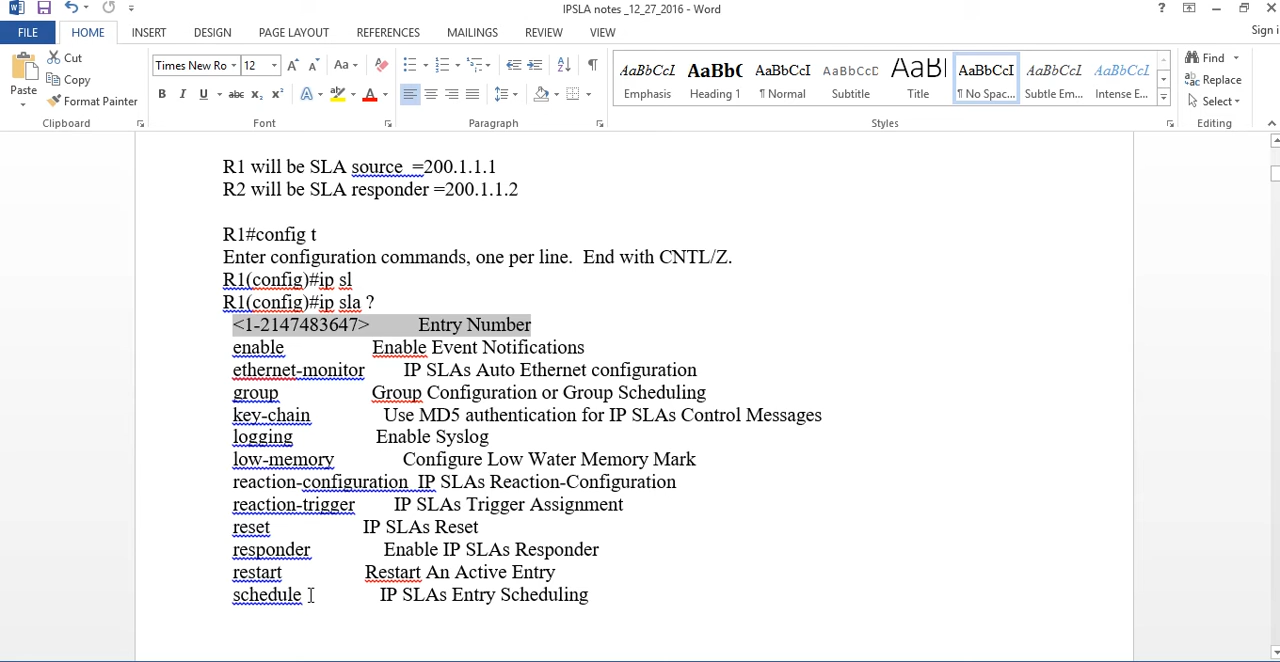 IPSLA notes _12_27_2016 - Word
?
FILE HOME INSERT DESIGN PAGE LAYOUT REFERENCES MAILINGS REVIEW VIEW
Sign i
Paste
Cut
Copy
Format Painter
Clipboard
Times New Ro 12
Aa
B I U abc X₂ X²
Font
Paragraph
AaBbCcI AaBb( AaBbCcI AaBbCcD AaBl AaBbCcI AaBbCcI AaBbCcI
Emphasis Heading 1 ¶ Normal Subtitle Title ¶ No Spac... Subtle Em... Intense E...
Styles
Find
Replace
Select
Editing
R1 will be SLA source =200.1.1.1
R2 will be SLA responder =200.1.1.2
R1#config t
Enter configuration commands, one per line. End with CNTL/Z.
R1(config)#ip sl
R1(config)#ip sla ?
<1-2147483647> Entry Number
enable Enable Event Notifications
ethernet-monitor IP SLAs Auto Ethernet configuration
group Group Configuration or Group Scheduling
key-chain Use MD5 authentication for IP SLAs Control Messages
logging Enable Syslog
low-memory Configure Low Water Memory Mark
reaction-configuration IP SLAs Reaction-Configuration
reaction-trigger IP SLAs Trigger Assignment
reset IP SLAs Reset
responder Enable IP SLAs Responder
restart Restart An Active Entry
schedule IP SLAs Entry Scheduling